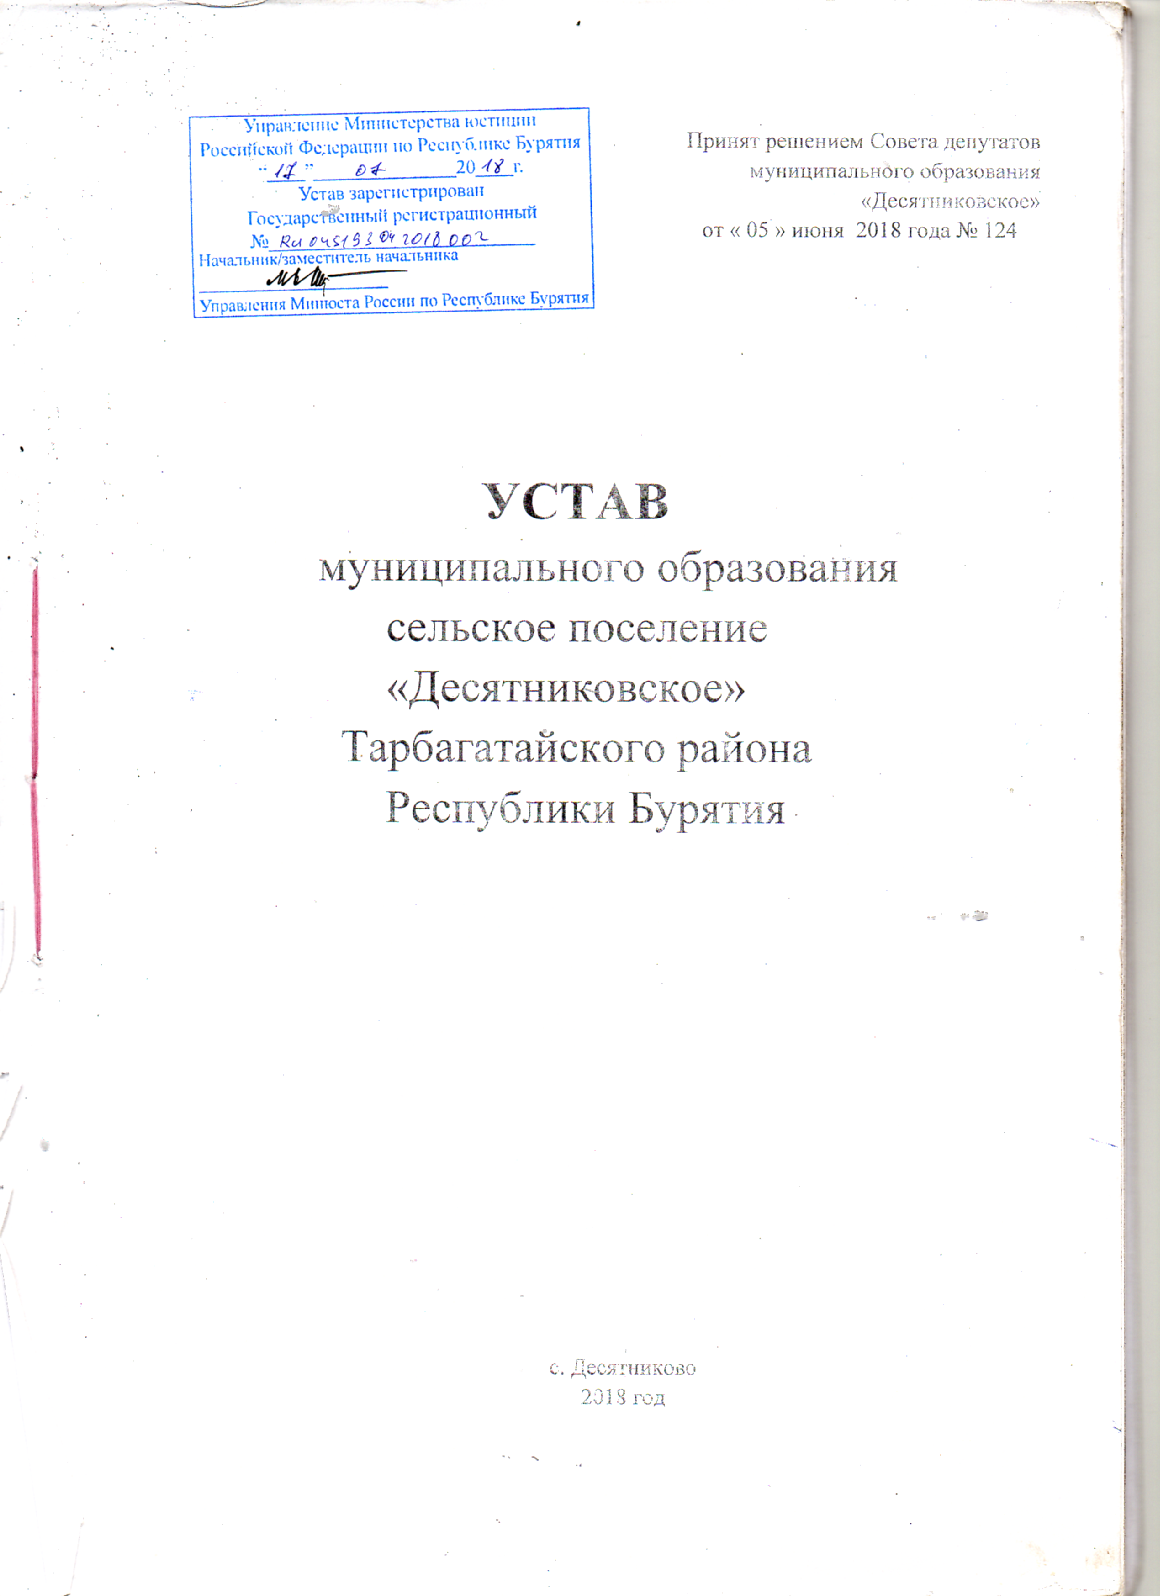 Управление Министерства юстиции
Российской Федерации по Республике Бурятия
"17" 07 2018 г.
Устав зарегистрирован
Государственный регистрационный
№ Ru 045193042018002
Начальник/заместитель начальника
Управления Минюста России по Республике Бурятия
Принят решением Совета депутатов
муниципального образования
«Десятниковское»
от « 05 » июня 2018 года № 124
УСТАВ
муниципального образования
сельское поселение
«Десятниковское»
Тарбагатайского района
Республики Бурятия
с. Десятниково
2018 год